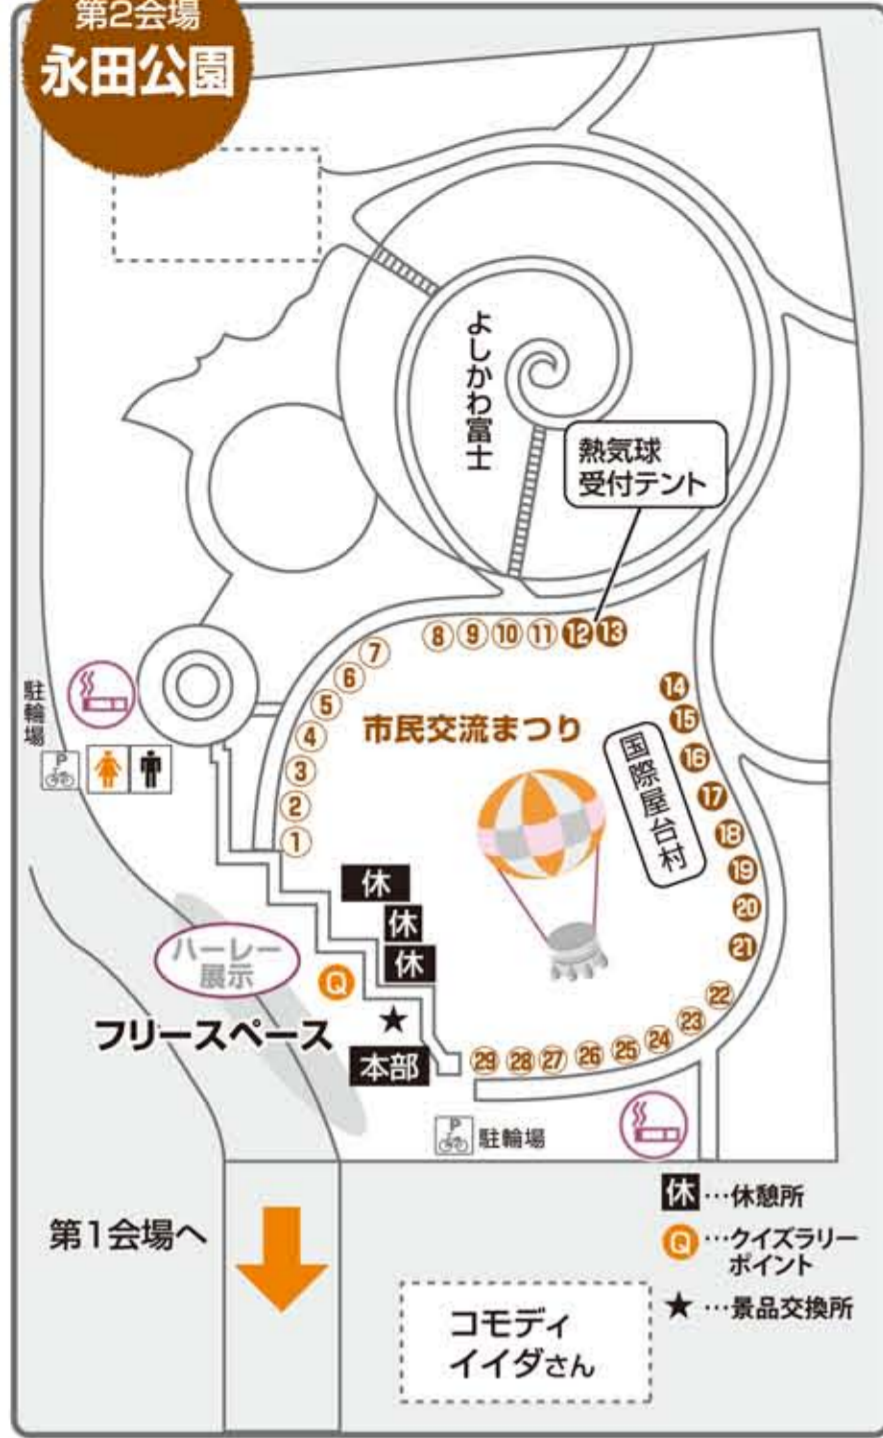 第2会場
永田公園
よしかわ富士
熱気球
受付テント
8 9 10 11 12 13
7
6
5
4
3
2
1
市民交流まつり
14
15
16
17
18
19
20
21
22
23
24
25
26
27
28
29
国際屋台村
駐輪場
P
休
休
休
ハーレー
展示
Q
フリースペース
★
本部
P
駐輪場
第1会場へ
休…休憩所
Q…クイズラリー
ポイント
★…景品交換所
コモディ
イイダさん